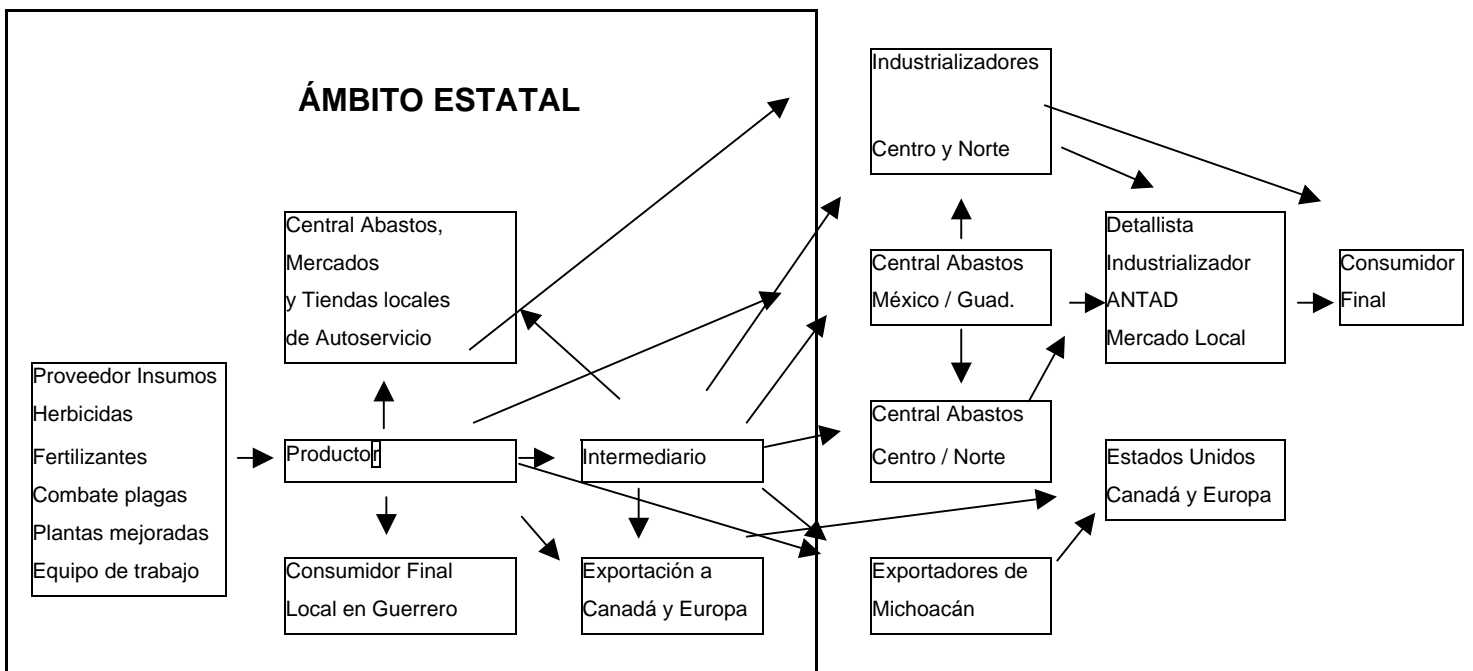 ÁMBITO ESTATAL
Proveedor Insumos
Herbicidas
Fertilizantes
Combate plagas
Plantas mejoradas
Equipo de trabajo
Central Abastos,
Mercados
y Tiendas locales
de Autoservicio
Productor
Consumidor Final
Local en Guerrero
Intermediario
Exportación a
Canadá y Europa
Industrializadores
Centro y Norte
Central Abastos
México / Guad.
Central Abastos
Centro / Norte
Exportadores de
Michoacán
Detallista
Industrializador
ANTAD
Mercado Local
Estados Unidos
Canadá y Europa
Consumidor
Final